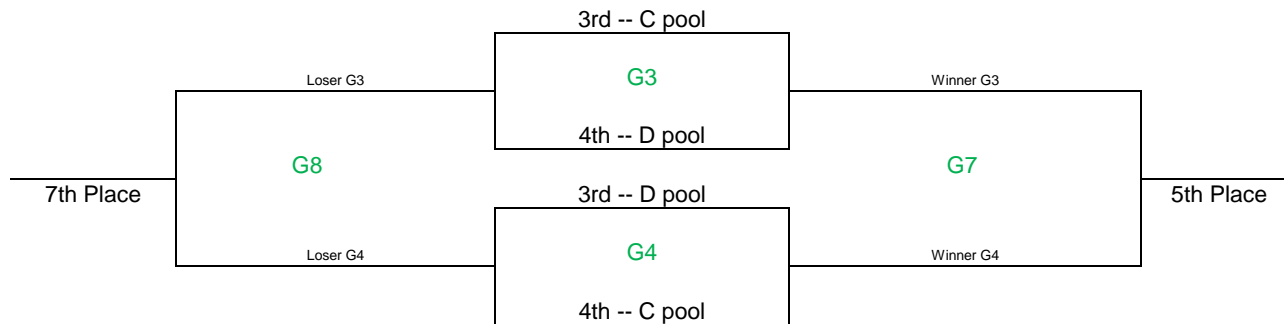 3rd -- C pool
Loser G3
G3
Winner G3
4th -- D pool
G8
G7
7th Place
3rd -- D pool
5th Place
Loser G4
G4
Winner G4
4th -- C pool